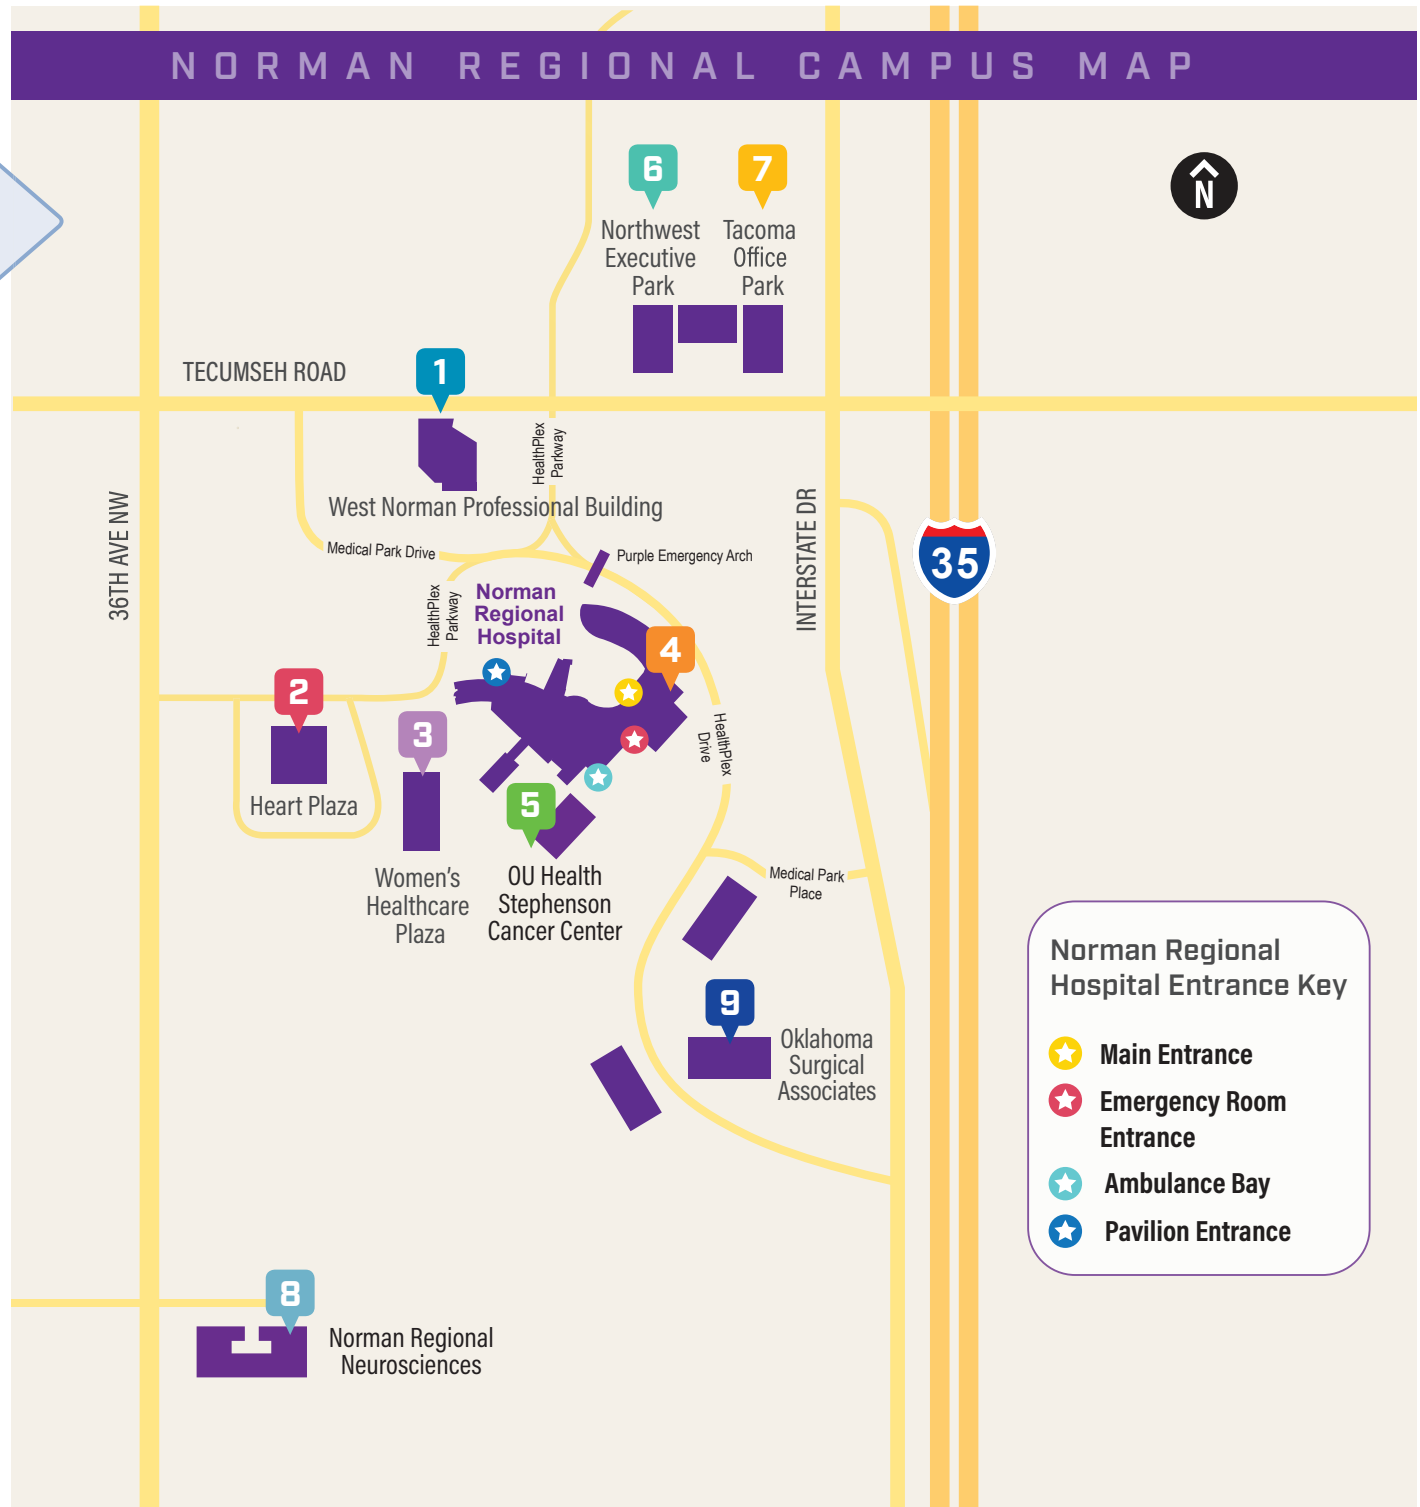 NORMAN REGIONAL CAMPUS MAP
N
6
7
Northwest
Executive
Park
Tacoma
Office
Park
TECUMSEH ROAD
1
HealthPlex
Parkway
West Norman Professional Building
36TH AVE NW
INTERSTATE DR
35
Medical Park Drive
Purple Emergency Arch
HealthPlex
Parkway
Norman
Regional
Hospital
4
2
3
HealthPlex
Drive
Heart Plaza
5
Women's
Healthcare
Plaza
OU Health
Stephenson
Cancer Center
Medical Park
Place
9
Oklahoma
Surgical
Associates
Norman Regional
Hospital Entrance Key
Main Entrance
Emergency Room
Entrance
Ambulance Bay
Pavilion Entrance
8
Norman Regional
Neurosciences